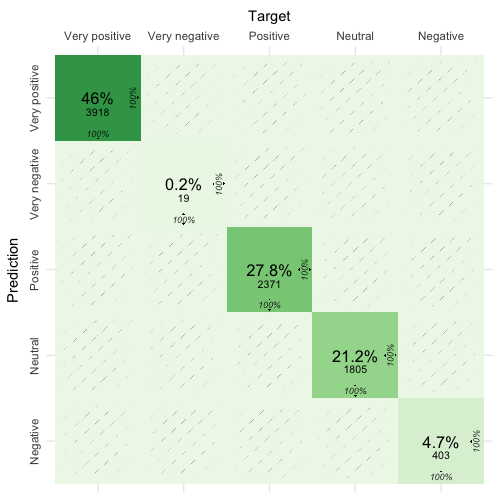 Target
Very positive Very negative Positive Neutral Negative
Prediction
Very positive
46%
3918
100%
100%
Very negative
0.2%
19
100%
100%
Positive
27.8%
2371
100%
100%
Neutral
21.2%
1805
100%
100%
Negative
4.7%
403
100%
100%